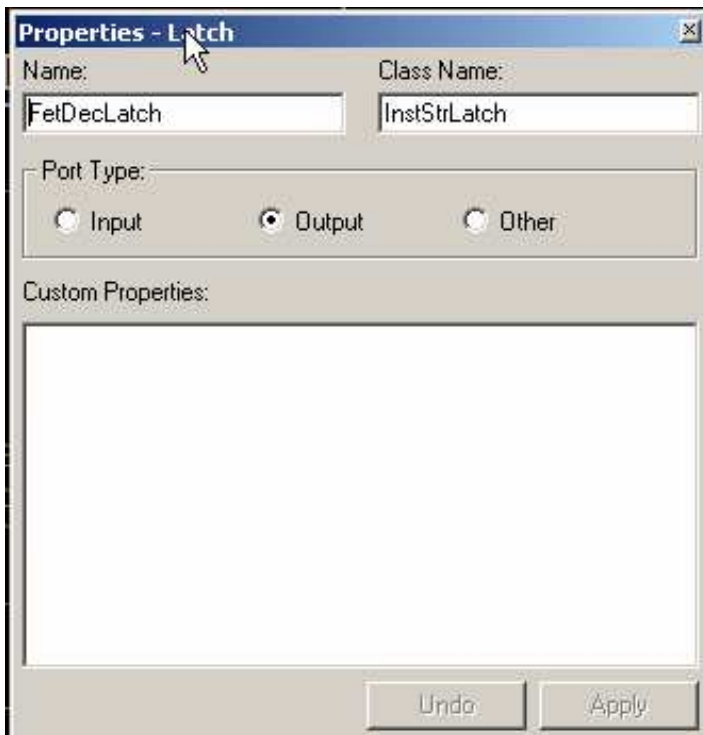 Properties - Latch
Name: Class Name:
FetDecLatch InstStrLatch
Port Type:
Input Output Other
Custom Properties:
Undo Apply